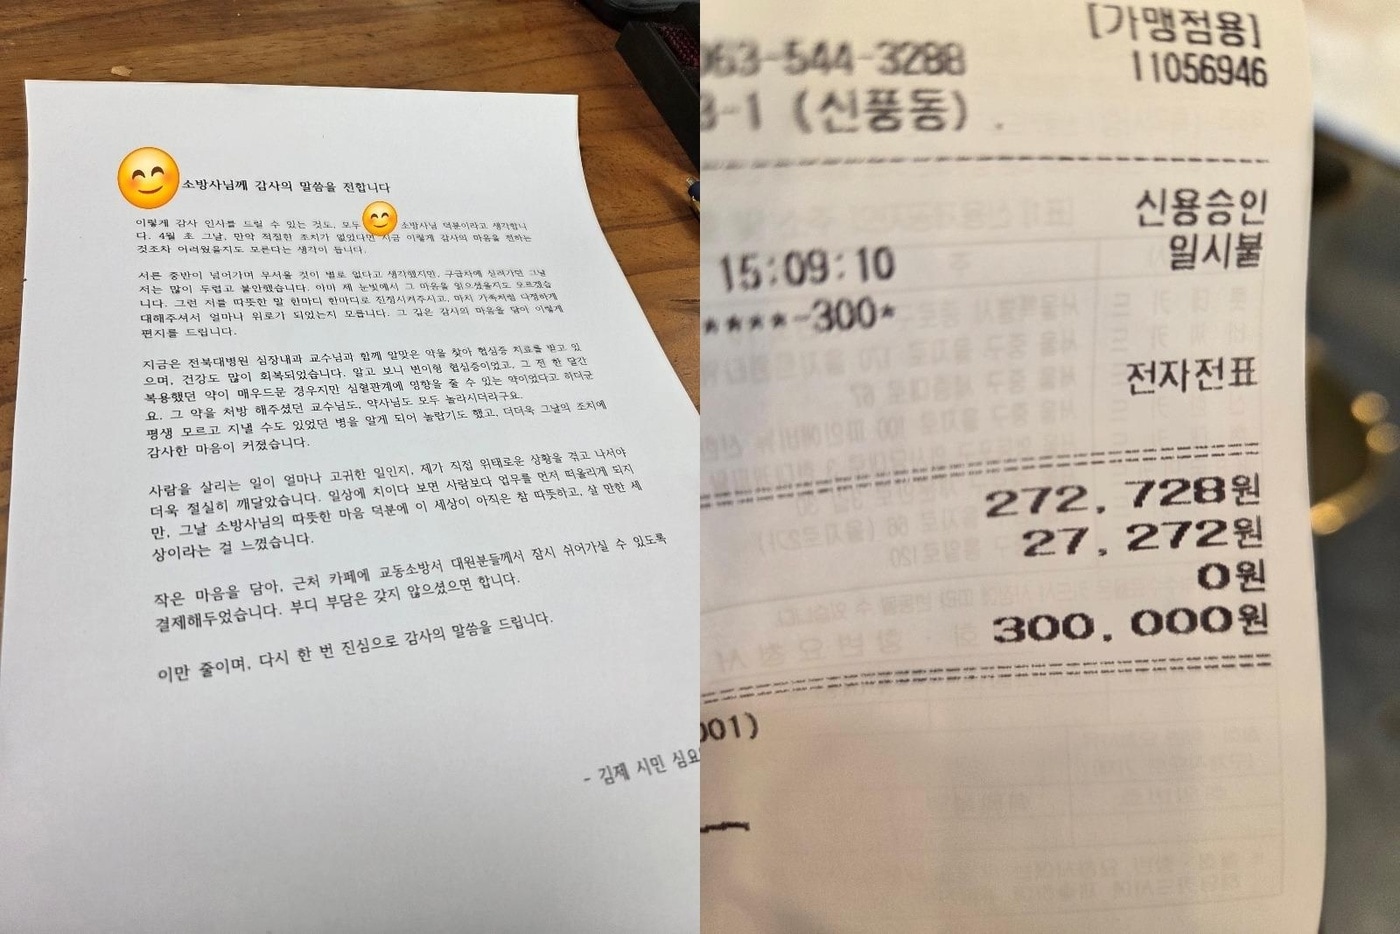 소방사님께 감사의 말씀을 전합니다
이렇게 감사 인사를 드릴 수 있는 것도, 모두 소방사님 덕분이라고 생각합니
다. 4월 초 그날, 만약 적절한 조치가 없었다면 지금 이렇게 감사의 마음을 전하는
것조차 어려웠을지도 모른다는 생각이 듭니다.
서른 중반이 넘어가며 무서울 것이 별로 없다고 생각했지만, 구급차에 실려가던 그날
저는 많이 두렵고 불안했습니다. 아마 제 눈빛에서 그 마음을 읽으셨을지도 모르겠습
니다. 그런 저를 따뜻한 말 한마디 한마디로 진정시켜주시고, 마치 가족처럼 다정하게
대해주셔서 얼마나 위로가 되었는지 모릅니다. 그 깊은 감사의 마음을 담아 이렇게
편지를 드립니다.
지금은 전북대병원 심장내과 교수님과 함께 알맞은 약을 찾아 협심증 치료를 받고 있
으며, 건강도 많이 회복되었습니다. 알고 보니 변이형 협심증이었고, 그 전 한 달간
복용했던 약이 매우드문 경우지만 심혈관계에 영향을 줄 수 있는 약이었다고 하더군
요. 그 약을 처방 해주셨던 교수님도, 약사님도 모두 놀라시더라구요.
평생 모르고 지낼 수도 있었던 병을 알게 되어 놀랍기도 했고, 더더욱 그날의 조치에
감사한 마음이 커졌습니다.
사람을 살리는 일이 얼마나 고귀한 일인지, 제가 직접 위태로운 상황을 겪고 나서야
더욱 절실히 깨달았습니다. 일상에 치이다 보면 사람보다 업무를 먼저 떠올리게 되지
만, 그날 소방사님의 따뜻한 마음 덕분에 이 세상이 아직은 참 따뜻하고, 살 만한 세
상이라는 걸 느꼈습니다.
작은 마음을 담아, 근처 카페에 교동소방서 대원분들께서 잠시 쉬어가실 수 있도록
결제해두었습니다. 부디 부담은 갖지 않으셨으면 합니다.
이만 줄이며, 다시 한 번 진심으로 감사의 말씀을 드립니다.
- 김제 시민 심요
[가맹점용]
063-544-3288 11056946
3-1 (신풍동) .
신용승인
15:09:10 일시불
****-300*
전자전표
272,728원
27,272원
0원
300,000원
001)